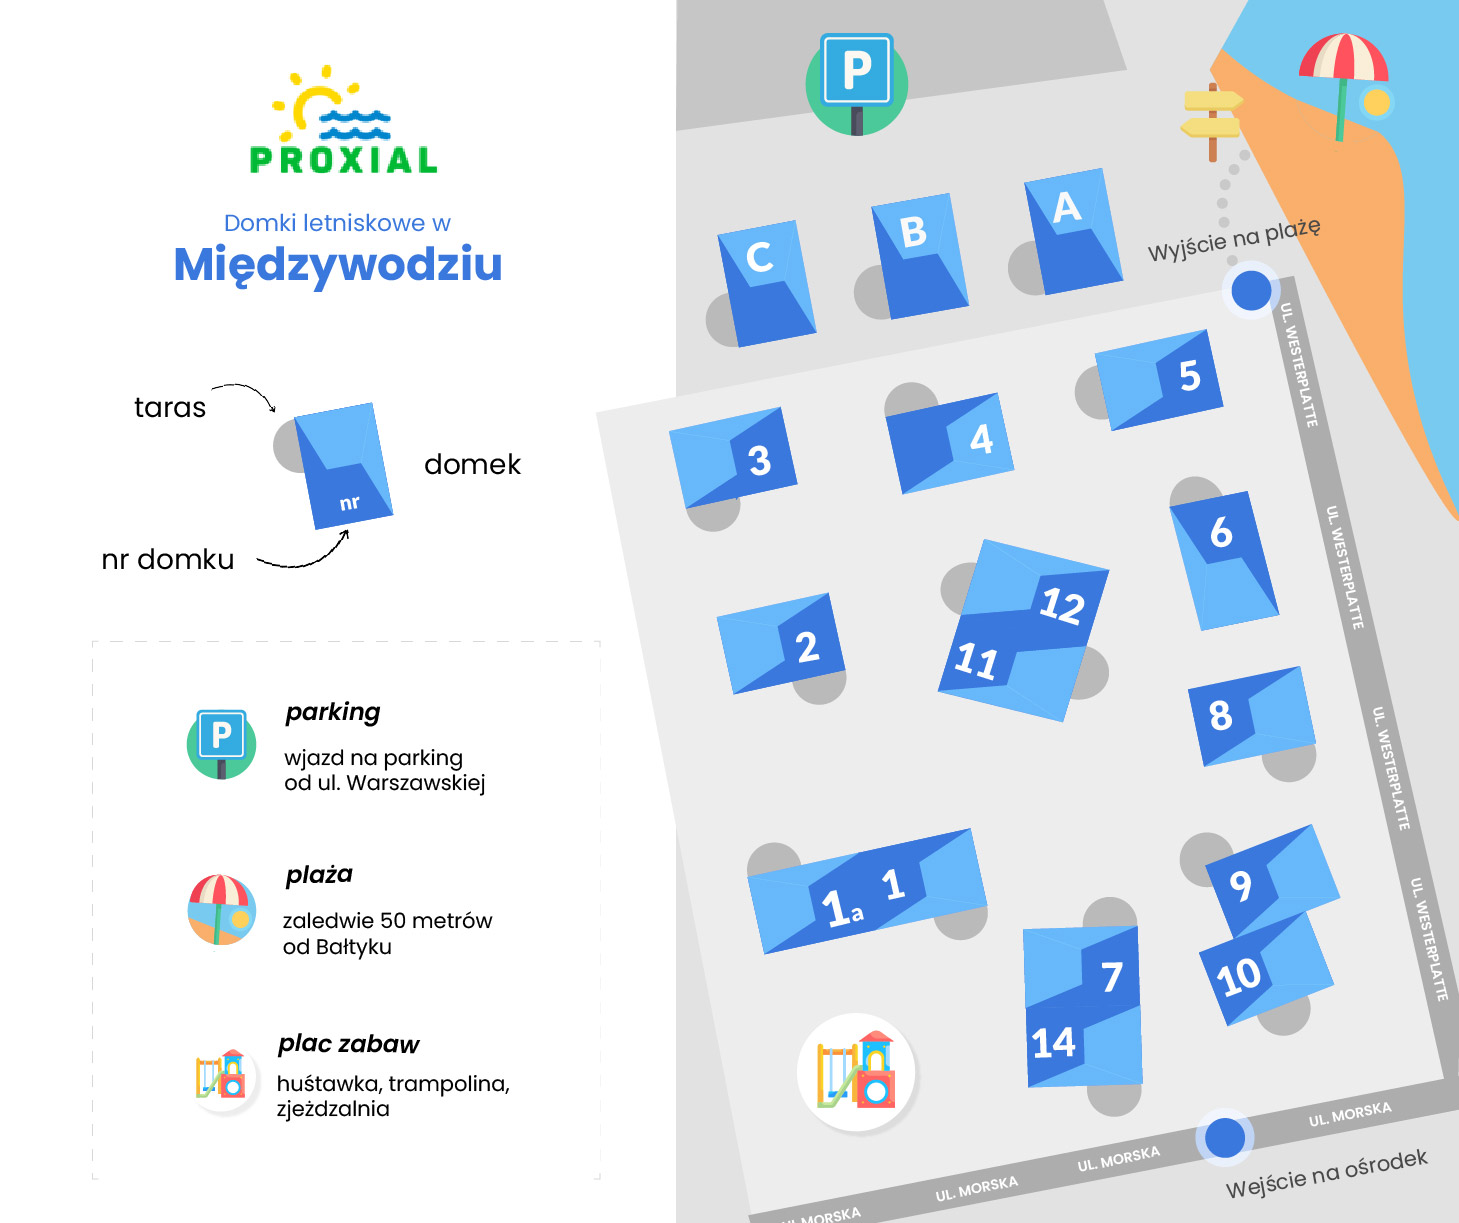 PROXIAL
Domki letniskowe w
Międzywodziu
taras
domek
nr
nr domku
P
parking
wjazd na parking
od ul. Warszawskiej
plaża
zaledwie 50 metrów
od Bałtyku
plac zabaw
huśtawka, trampolina,
zjeżdzalnia
P
C
B
A
Wyjście na plażę
UL. WESTERPLATTE
UL. WESTERPLATTE
UL. WESTERPLATTE
UL. WESTERPLATTE
3
4
5
6
2
12
11
8
1a
1
9
10
7
14
UL. MORSKA
UL. MORSKA
UL. MORSKA
UL. MORSKA
Wejście na ośrodek